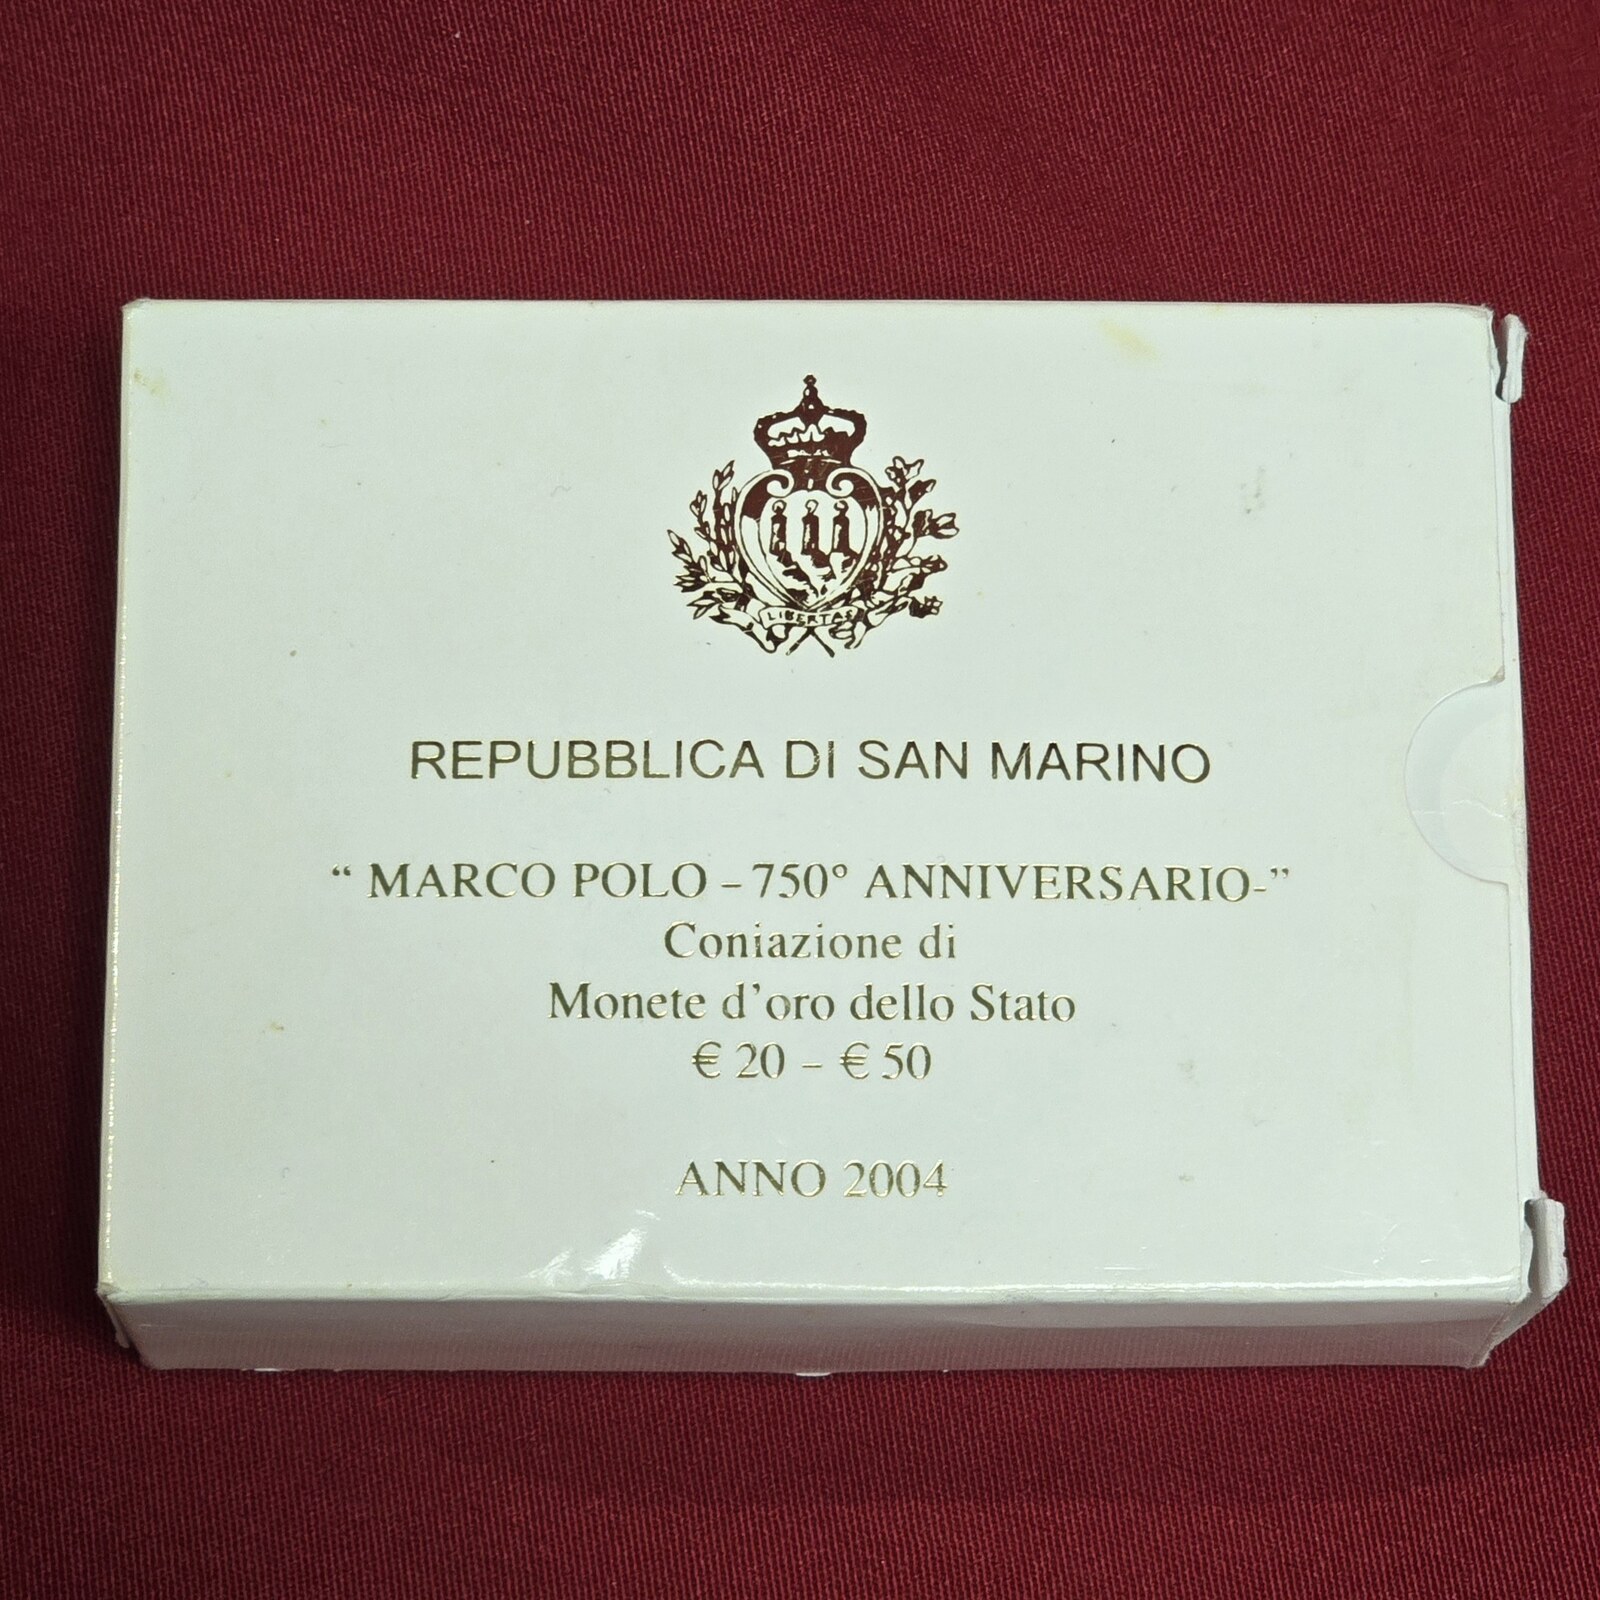 LIBERTAS
REPUBBLICA DI SAN MARINO
“ MARCO POLO – 750° ANNIVERSARIO-”
Coniazione di
Monete d’oro dello Stato
€ 20 – € 50
ANNO 2004